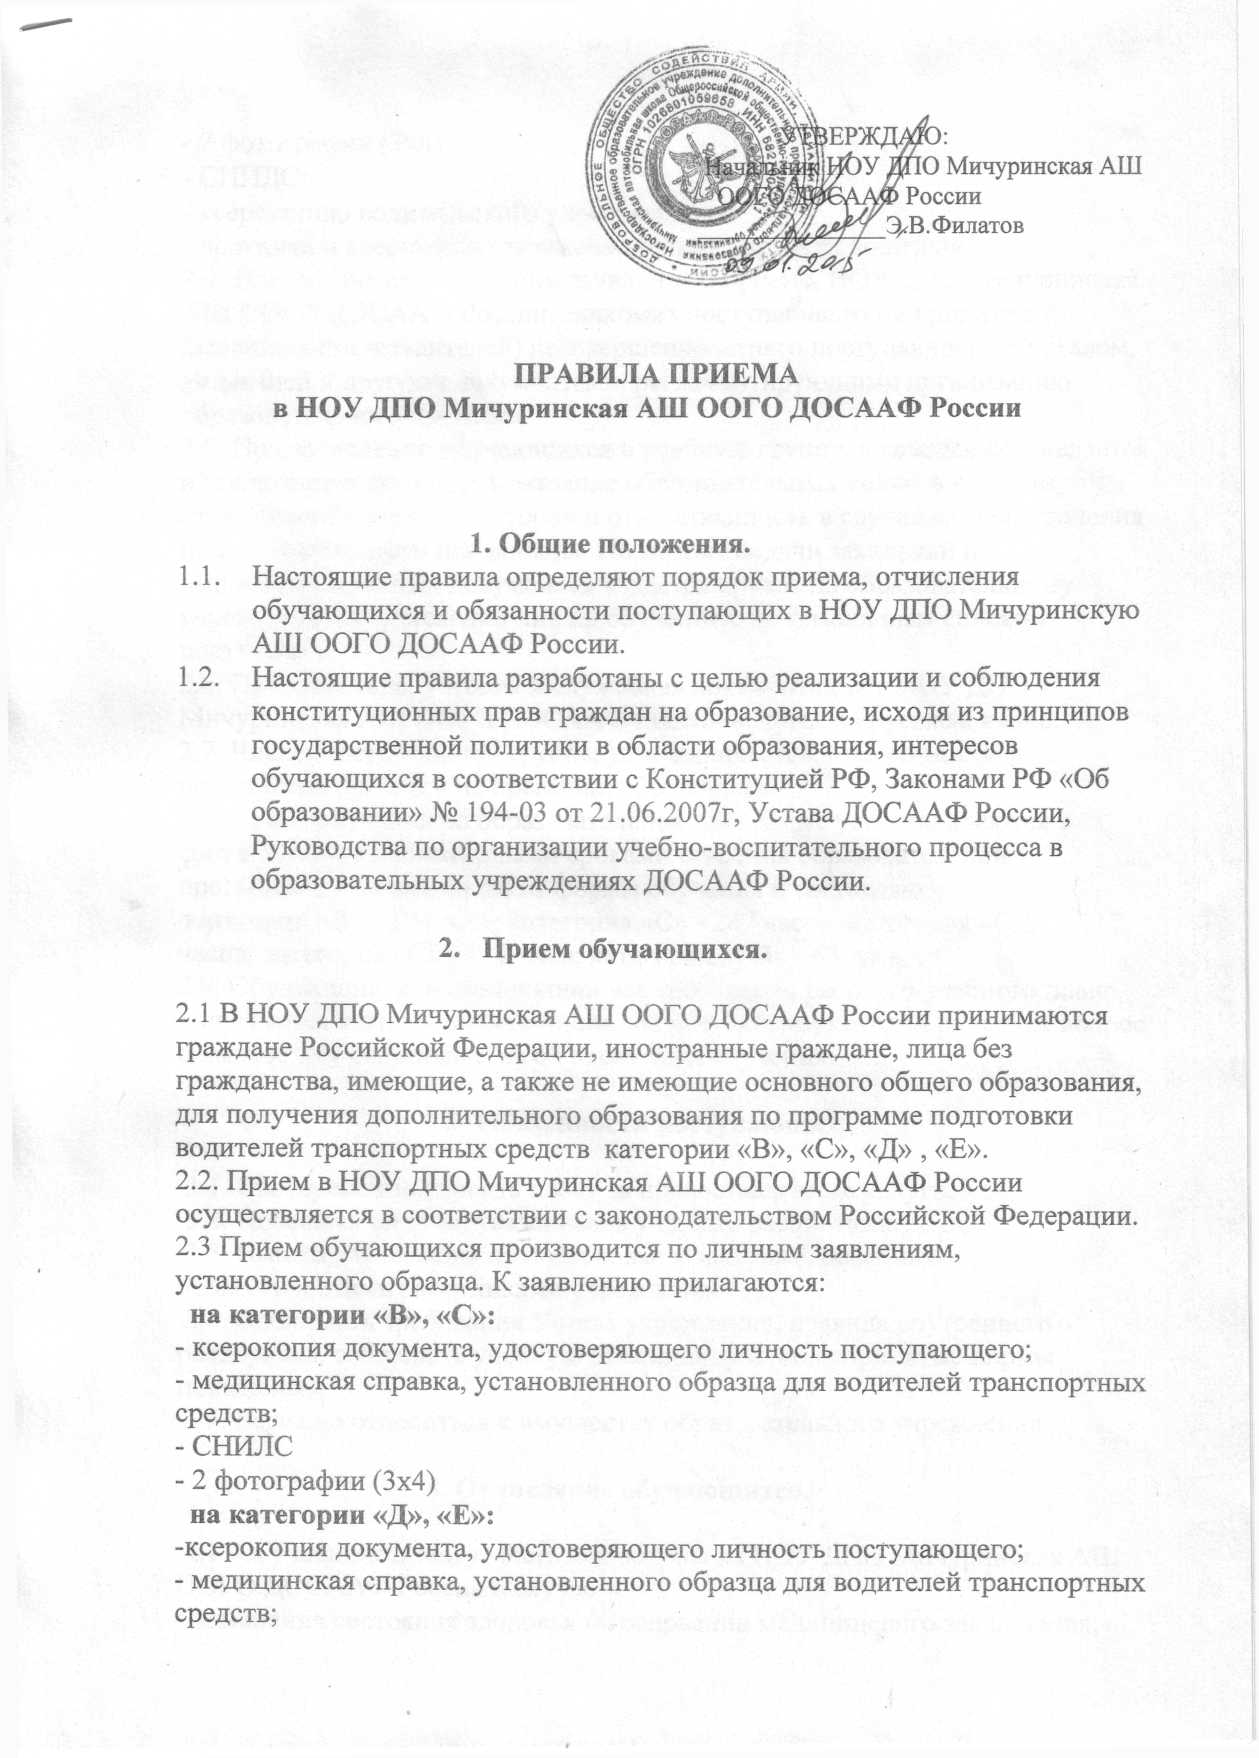 УТВЕРЖДАЮ:
Начальник НОУ ДПО Мичуринская АШ
ООГО ДОСААФ России
Э.В.Филатов
09.01.2015
ПРАВИЛА ПРИЕМА
в НОУ ДПО Мичуринская АШ ООГО ДОСААФ России
1. Общие положения.
1.1. Настоящие правила определяют порядок приема, отчисления
обучающихся и обязанности поступающих в НОУ ДПО Мичуринскую
АШ ООГО ДОСААФ России.
1.2. Настоящие правила разработаны с целью реализации и соблюдения
конституционных прав граждан на образование, исходя из принципов
государственной политики в области образования, интересов
обучающихся в соответствии с Конституцией РФ, Законами РФ «Об
образовании» № 194-03 от 21.06.2007г, Устава ДОСААФ России,
Руководства по организации учебно-воспитательного процесса в
образовательных учреждениях ДОСААФ России.
2. Прием обучающихся.
2.1 В НОУ ДПО Мичуринская АШ ООГО ДОСААФ России принимаются
граждане Российской Федерации, иностранные граждане, лица без
гражданства, имеющие, а также не имеющие основного общего образования,
для получения дополнительного образования по программе подготовки
водителей транспортных средств категории «В», «С», «Д» , «Е».
2.2. Прием в НОУ ДПО Мичуринская АШ ООГО ДОСААФ России
осуществляется в соответствии с законодательством Российской Федерации.
2.3 Прием обучающихся производится по личным заявлениям,
установленного образца. К заявлению прилагаются:
на категории «В», «С»:
- ксерокопия документа, удостоверяющего личность поступающего;
- медицинская справка, установленного образца для водителей транспортных
средств;
- СНИЛС
- 2 фотографии (3х4)
на категории «Д», «Е»:
-ксерокопия документа, удостоверяющего личность поступающего;
- медицинская справка, установленного образца для водителей транспортных
средств;